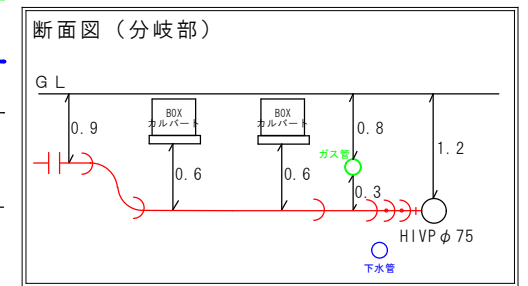 断面図（分岐部）
GL
BOX
カルバート
BOX
カルバート
0.9
0.8
ガス管
1.2
0.6
0.6
0.3
HIVPφ75
下水管